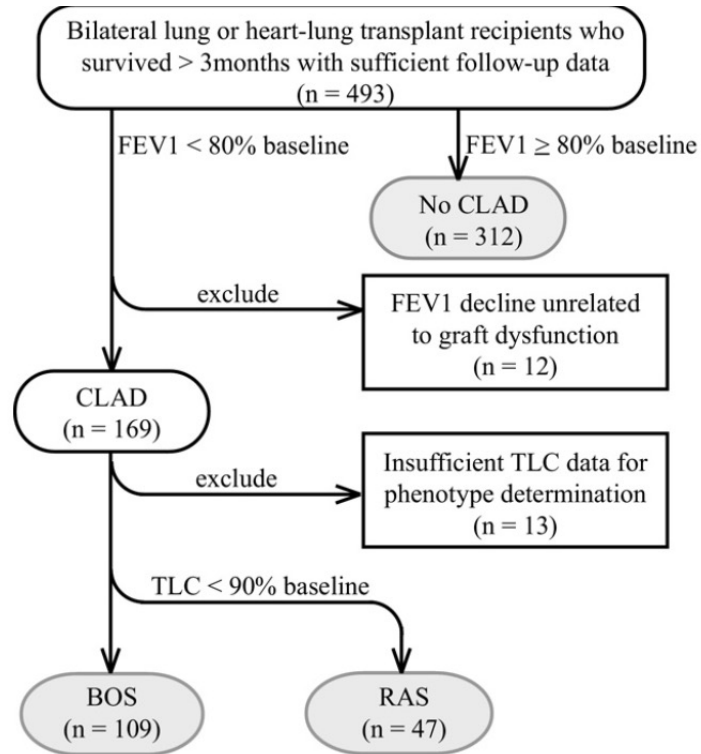 Bilateral lung or heart-lung transplant recipients who
survived > 3months with sufficient follow-up data
(n = 493)
FEV1 < 80% baseline
FEV1 ≥ 80% baseline
No CLAD
(n = 312)
exclude
FEV1 decline unrelated
to graft dysfunction
(n = 12)
CLAD
(n = 169)
exclude
Insufficient TLC data for
phenotype determination
(n = 13)
TLC < 90% baseline
BOS
(n = 109)
RAS
(n = 47)